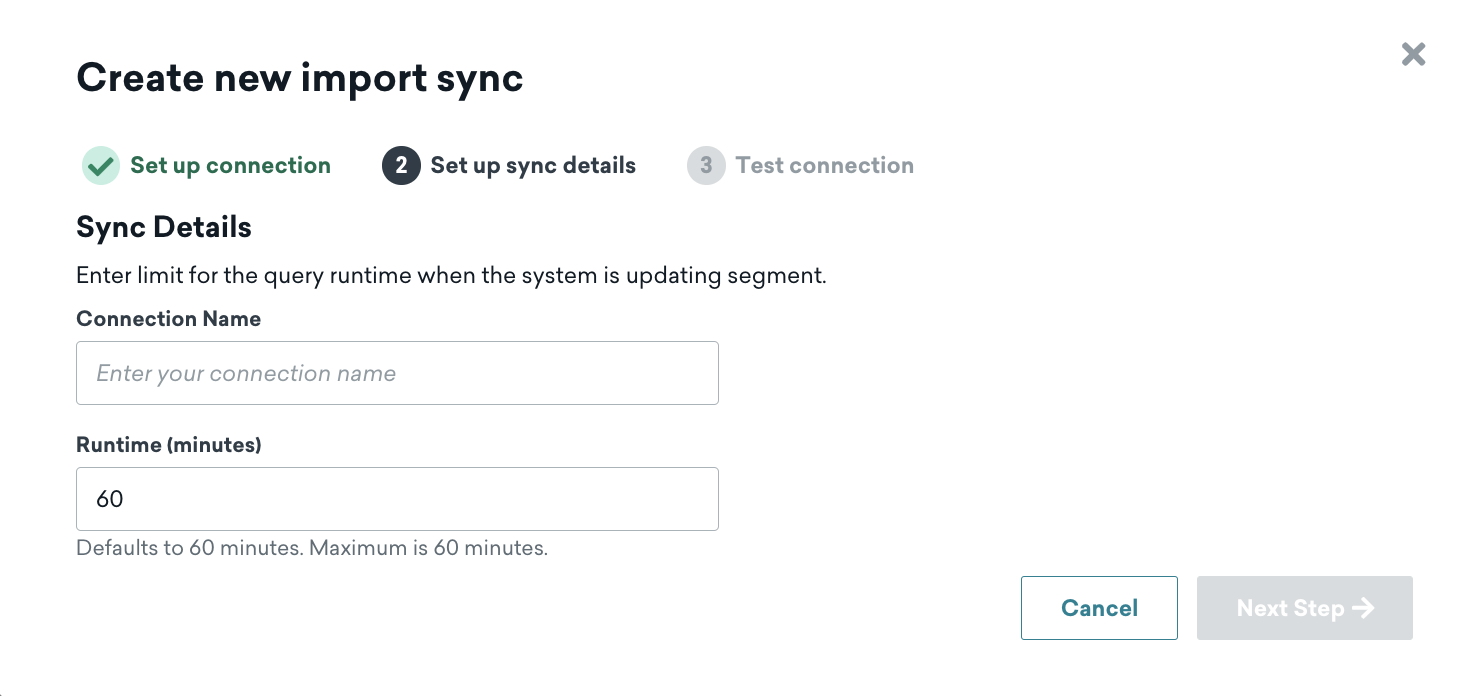 Create new import sync
Set up connection
2 Set up sync details
3 Test connection
Sync Details
Enter limit for the query runtime when the system is updating segment.
Connection Name
Enter your connection name
Runtime (minutes)
60
Defaults to 60 minutes. Maximum is 60 minutes.
Cancel
Next Step